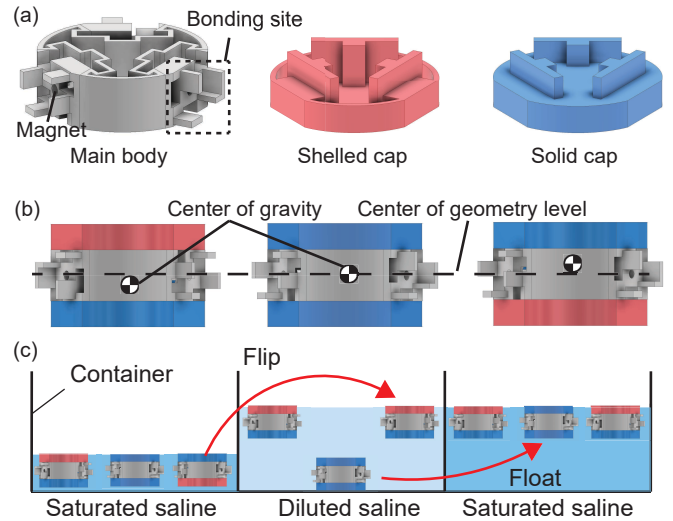 (a)
Bonding site
Magnet
Main body
Shelled cap
Solid cap
(b)
Center of gravity
Center of geometry level
(c)
Container
Flip
Float
Saturated saline
Diluted saline
Saturated saline